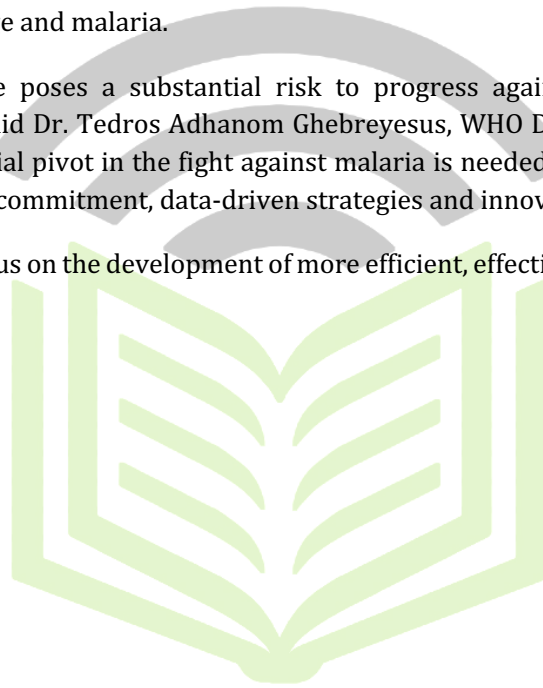 e and malaria.
e poses a substantial risk to progress again
id Dr. Tedros Adhanom Ghebreyesus, WHO D
ial pivot in the fight against malaria is needed
commitment, data-driven strategies and innov
us on the development of more efficient, effecti